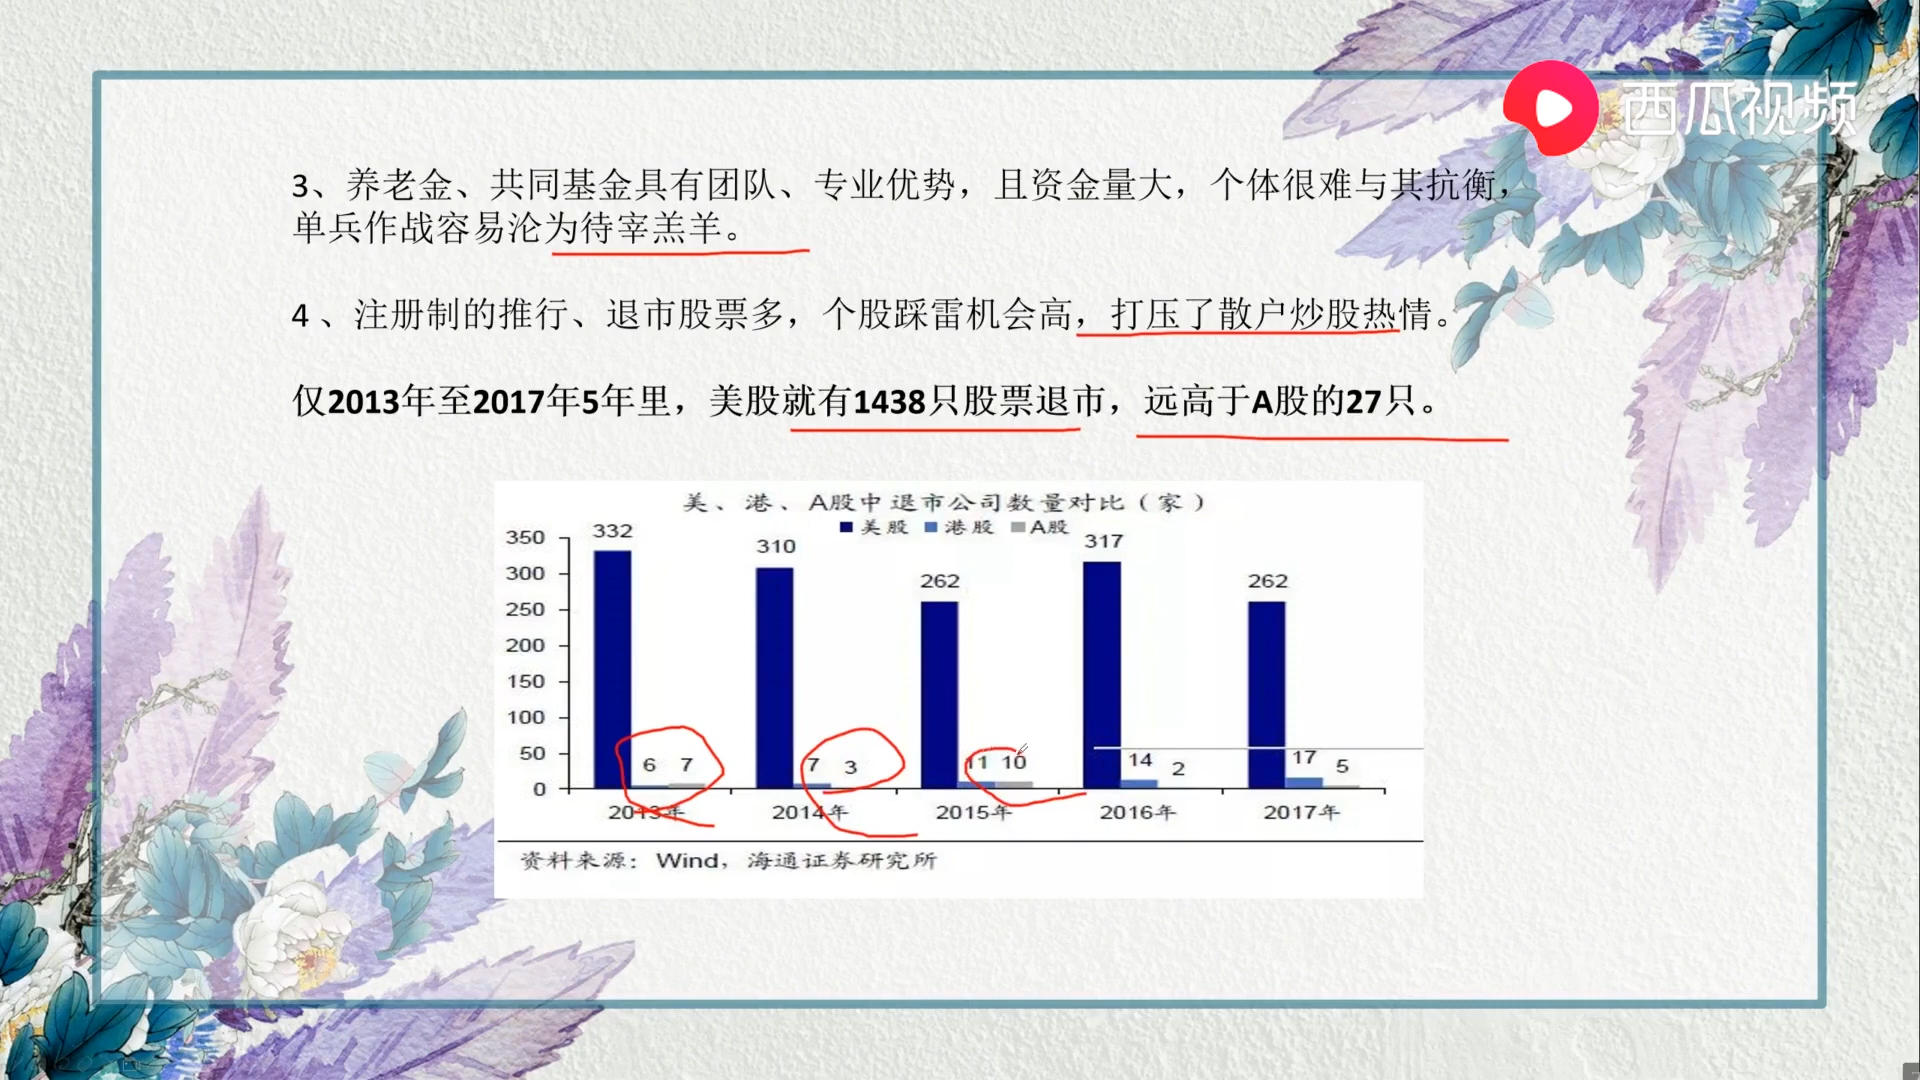 西瓜视频
3、养老金、共同基金具有团队、专业优势，且资金量大，个体很难与其抗衡，
单兵作战容易沦为待宰羔羊。
4 、注册制的推行、退市股票多，个股踩雷机会高，打压了散户炒股热情。
仅2013年至2017年5年里，美股就有1438只股票退市，远高于A股的27只。
美、港、A股中退市公司数量对比（家）
美股 港股 A股
350
300
250
200
150
100
50
0
332 6 7
310 7 3
262 11 10
317 14 2
262 17 5
2013年 2014年 2015年 2016年 2017年
资料来源：Wind，海通证券研究所